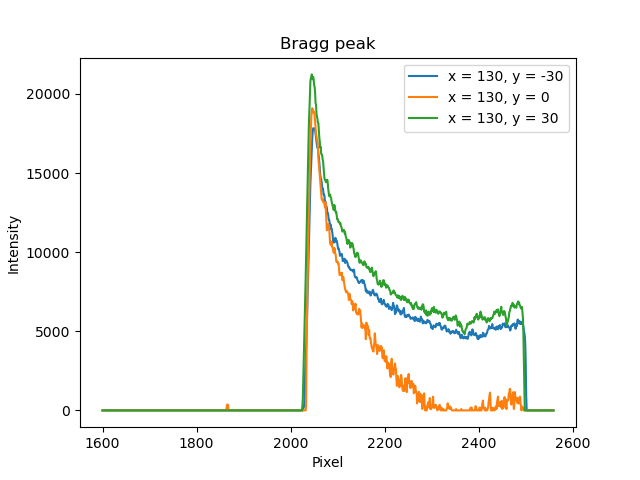 Bragg peak
x = 130, y = -30
x = 130, y = 0
x = 130, y = 30
Intensity
20000
15000
10000
5000
0
1600 1800 2000 2200 2400 2600
Pixel